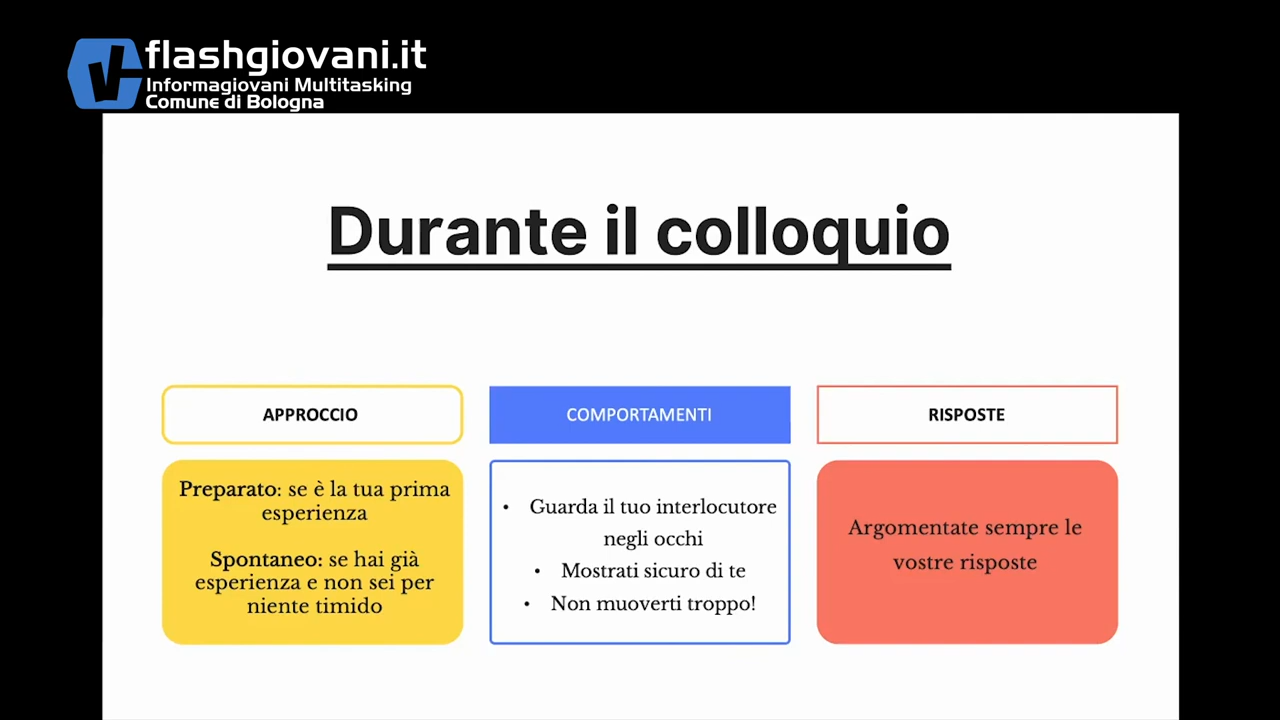 flashgiovani.it
Informagiovani Multitasking
Comune di Bologna
Durante il colloquio
APPROCCIO
Preparato: se è la tua prima
esperienza
Spontaneo: se hai già
esperienza e non sei per
niente timido
COMPORTAMENTI
• Guarda il tuo interlocutore
negli occhi
• Mostrati sicuro di te
• Non muoverti troppo!
RISPOSTE
Argomentate sempre le
vostre risposte